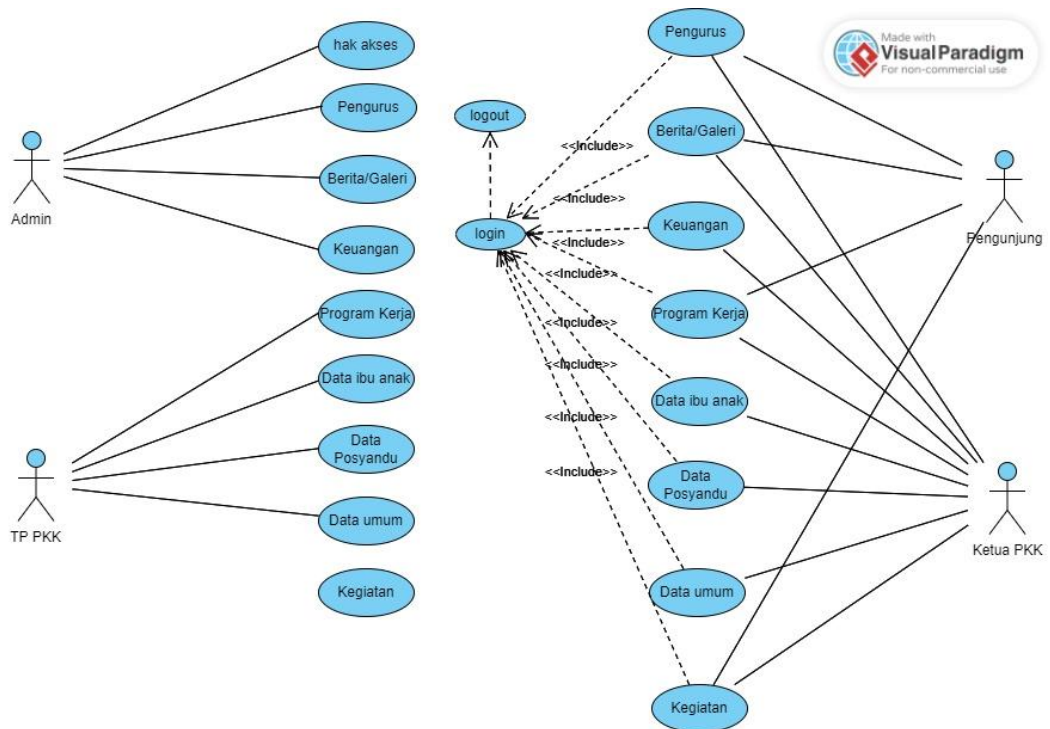 Made with
Visual Paradigm
For non-commercial use
hak akses
Pengurus
Berita/Galeri
Keuangan
Program Kerja
Data ibu anak
Data
Posyandu
Data umum
Kegiatan
Admin
TP PKK
logout
login
<<Include>>
<<Include>>
<<Include>>
<<Include>>
<<Include>>
<<Include>>
<<Include>>
<<Include>>
Pengurus
Berita/Galeri
Keuangan
Program Kerja
Data ibu anak
Data
Posyandu
Data umum
Kegiatan
Pengunjung
Ketua PKK